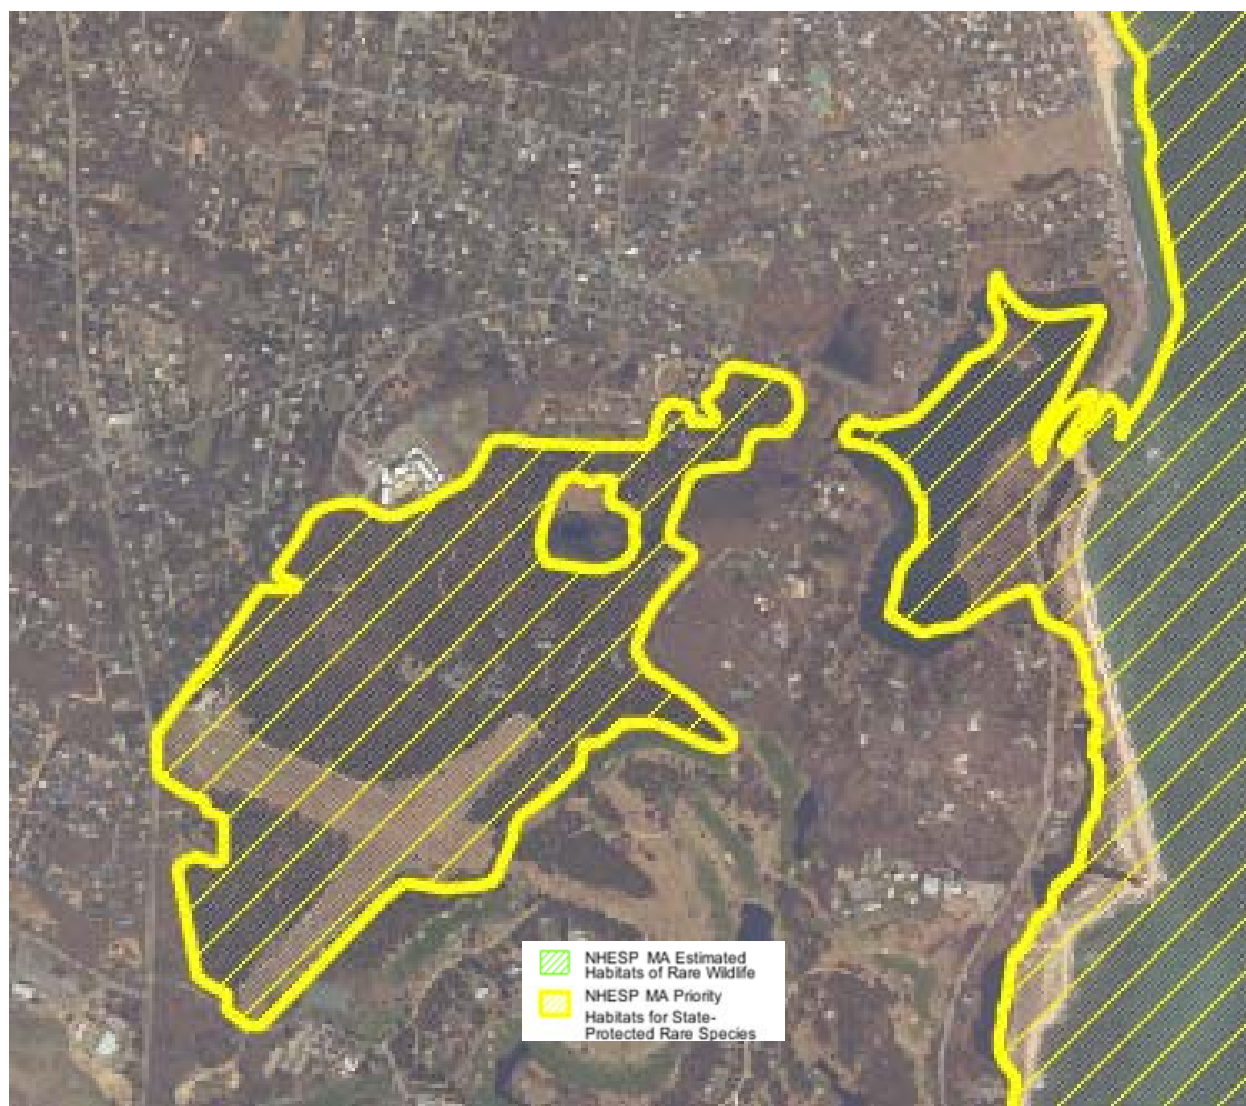 NHESP MA Estimated
Habitats of Rare Wildlife
NHESP MA Priority
Habitats for State-
Protected Rare Species